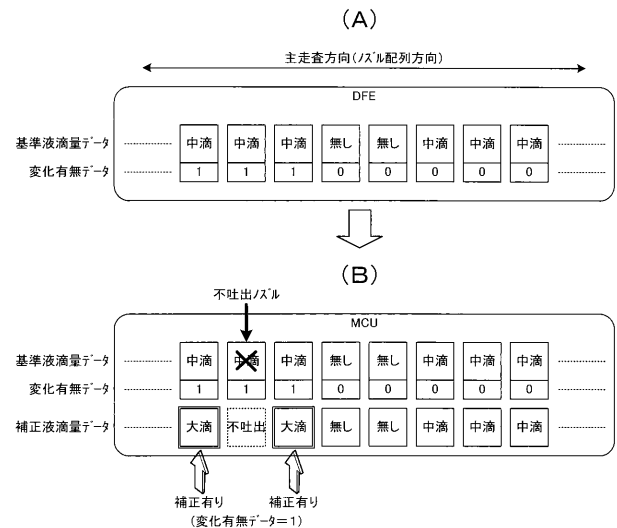 (A)
主走査方向(ﾉｽﾞﾙ配列方向)
DFE
基準液滴量ﾃﾞｰﾀ 中滴 中滴 中滴 無し 無し 中滴 中滴 中滴
変化有無ﾃﾞｰﾀ 1 1 1 0 0 0 0 0
(B)
不吐出ﾉｽﾞﾙ
MCU
基準液滴量ﾃﾞｰﾀ 中滴 中滴 中滴 無し 無し 中滴 中滴 中滴
変化有無ﾃﾞｰﾀ 1 1 1 0 0 0 0 0
補正液滴量ﾃﾞｰﾀ 大滴 不吐出 大滴 無し 無し 中滴 中滴 中滴
補正有り 補正有り
(変化有無ﾃﾞｰﾀ=1)